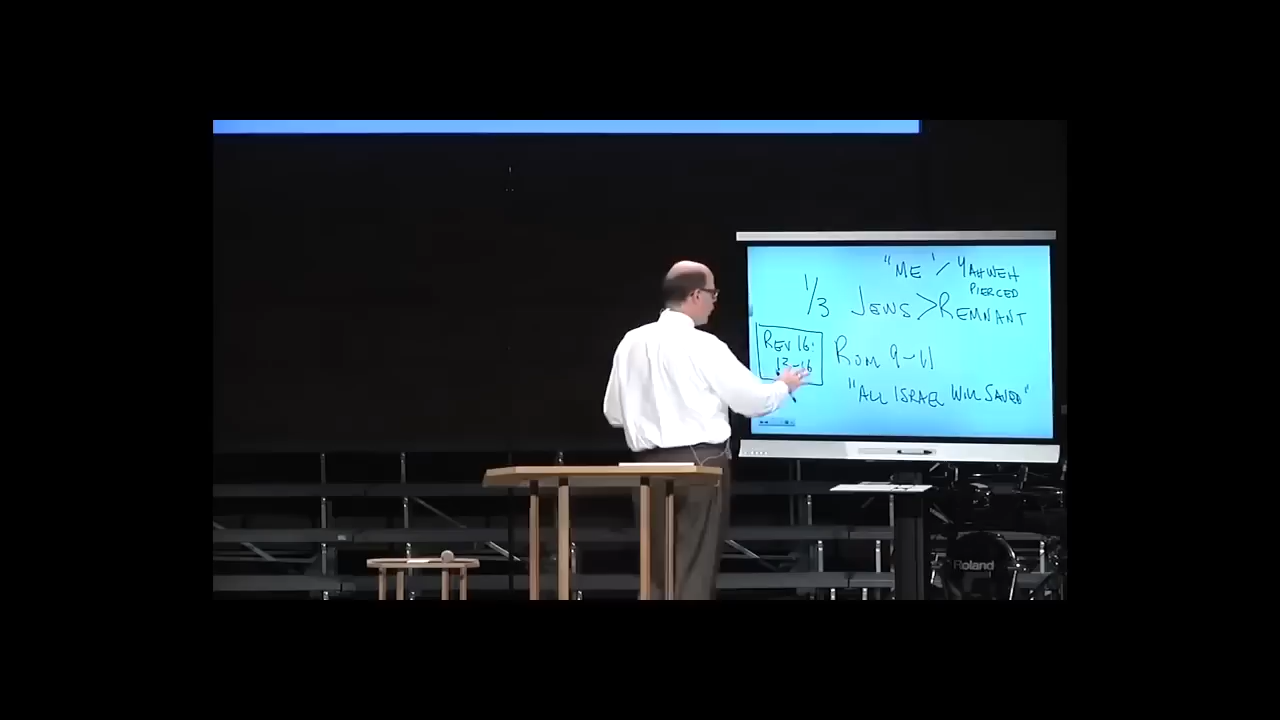 "ME" / YAHWEH
PIERCED
1/3 JEWS > REMNANT
REV 16:
13-16
ROM 9-11
"ALL ISRAEL WILL SAVED"
Roland